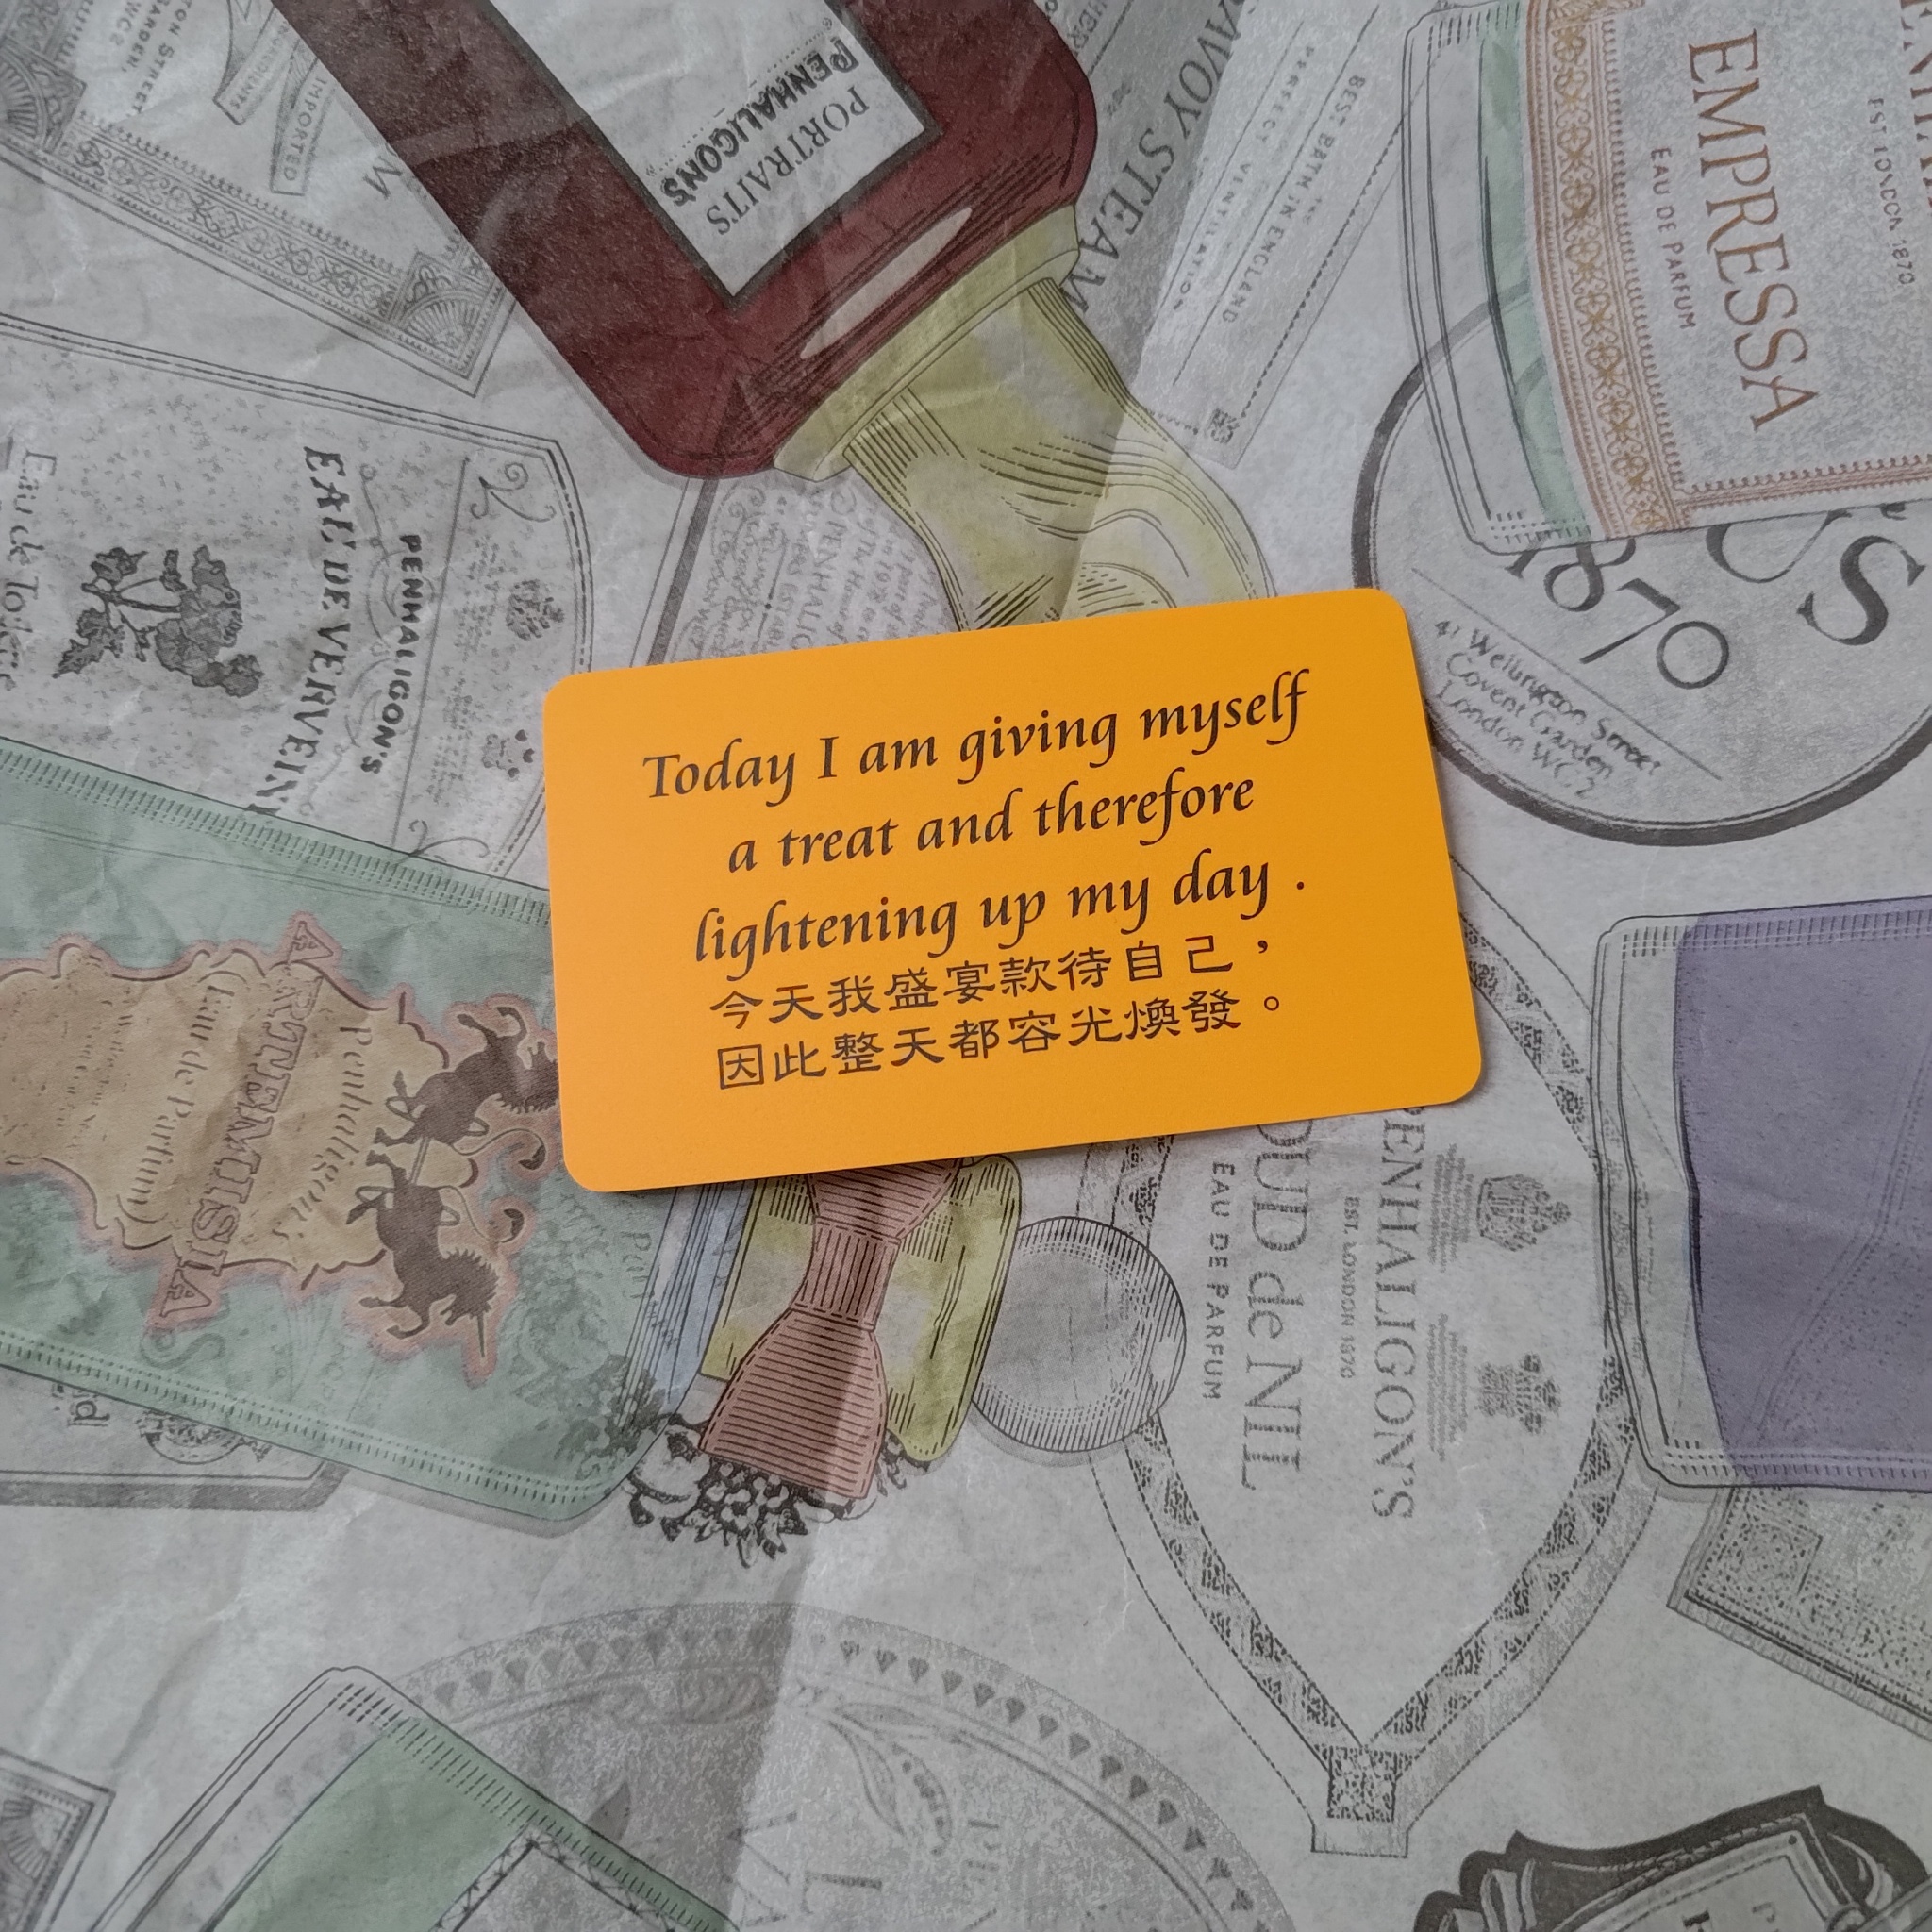 PORTRAITS
PENHALIGON'S
SAVOY STEAM
BEST BATH IN ENGLAND
PERFECT VENTILATION
IMPORTED
EMPRESSA
EAU DE PARFUM
EST. LONDON 1870
1870
41 Wellington Street
Covent Garden
London WC2
PENHALIGON'S
EAU DE VERVEINE
Eau de Toilette
Today I am giving myself
a treat and therefore
lightening up my day .
今天我盛宴款待自己，
因此整天都容光煥發。
Penhaligon's
ARTEMISIA
(Eau de Parfum)
PENHALIGON'S
EST. LONDON 1870
OUD de NIL
EAU DE PARFUM